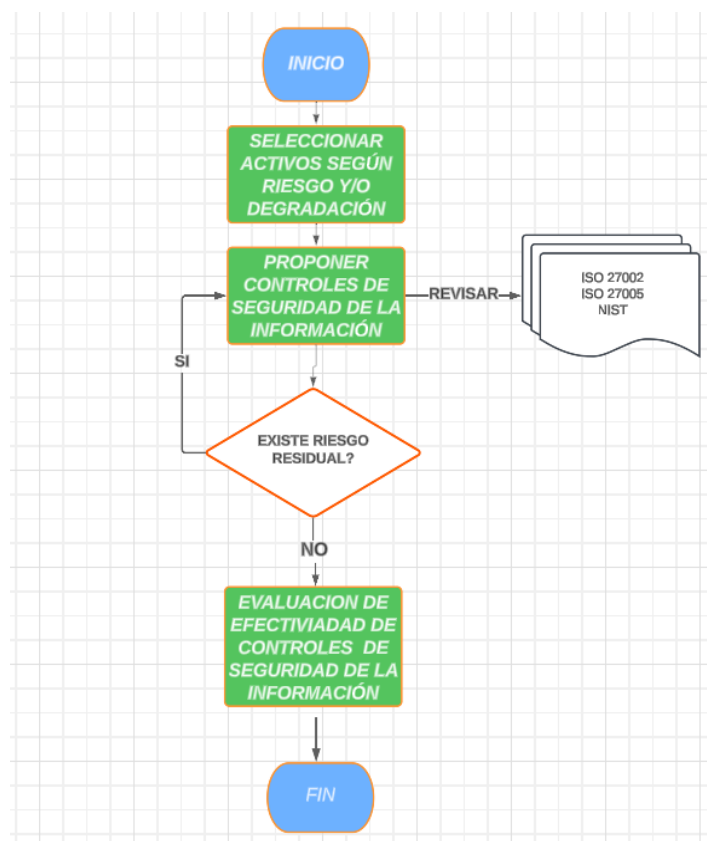 INICIO
SELECCIONAR
ACTIVOS SEGÚN
RIESGO Y/O
DEGRADACIÓN
PROPONER
CONTROLES DE
SEGURIDAD DE LA
INFORMACIÓN
REVISAR
ISO 27002
ISO 27005
NIST
SI
EXISTE RIESGO
RESIDUAL?
NO
EVALUACION DE
EFECTIVIADAD DE
CONTROLES DE
SEGURIDAD DE LA
INFORMACIÓN
FIN